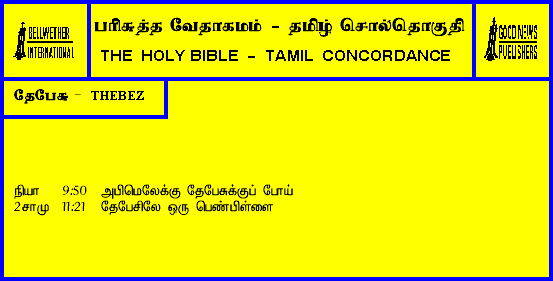 BELLWETHER
INTERNATIONAL
பரிசுத்த வேதாகமம் - தமிழ் சொல்தொகுதி
THE HOLY BIBLE - TAMIL CONCORDANCE
GOOD NEWS
PUBLISHERS
தேபேசு - THEBEZ
நியா 9:50 அபிமெலேக்கு தேபேசுக்குப் போய்
2சாமு 11:21 தேபேசிலே ஒரு பெண்பிள்ளை